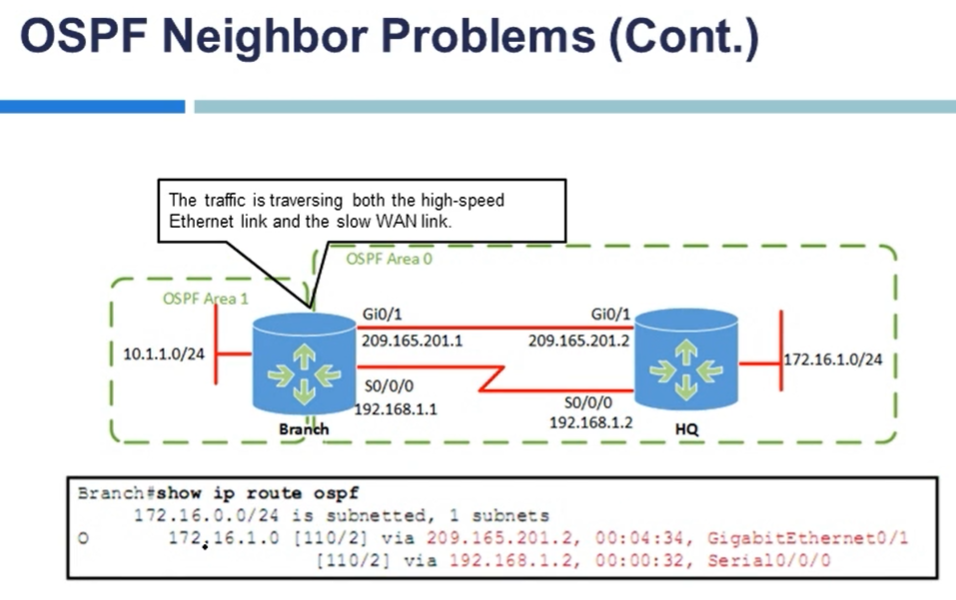 OSPF Neighbor Problems (Cont.)
The traffic is traversing both the high-speed
Ethernet link and the slow WAN link.
OSPF Area 0
OSPF Area 1
Gi0/1
Gi0/1
209.165.201.1
209.165.201.2
10.1.1.0/24
172.16.1.0/24
S0/0/0
192.168.1.1
S0/0/0
192.168.1.2
Branch
HQ
Branch#show ip route ospf
172.16.0.0/24 is subnetted, 1 subnets
O 172.16.1.0 [110/2] via 209.165.201.2, 00:04:34, GigabitEthernet0/1
[110/2] via 192.168.1.2, 00:00:32, Serial0/0/0